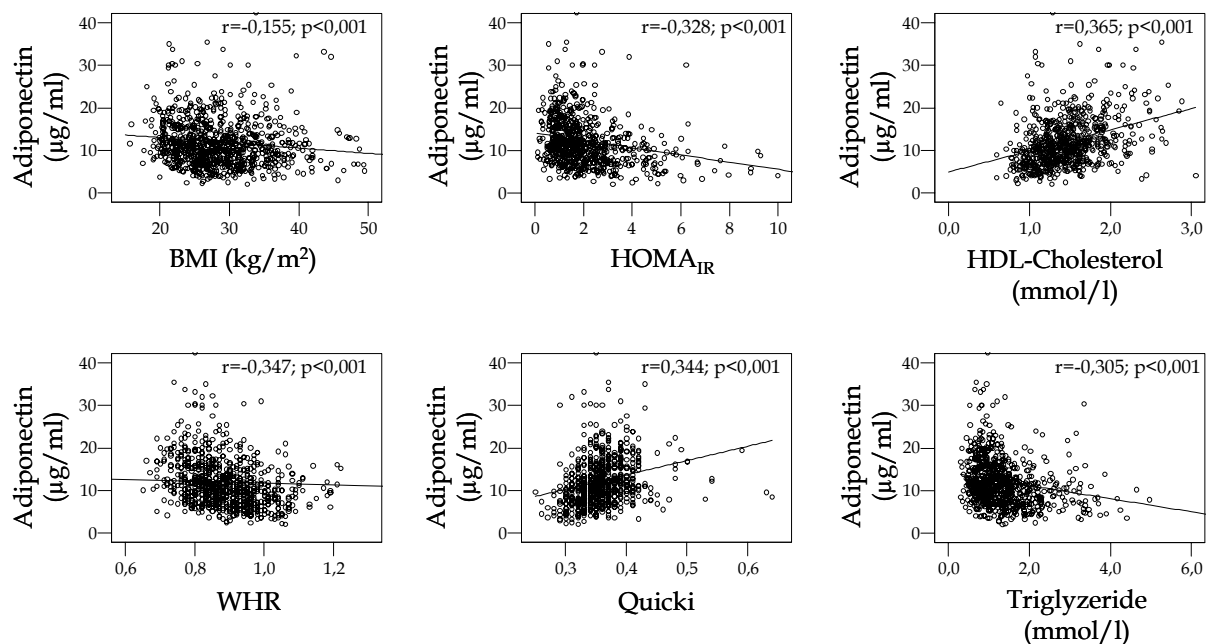 r=-0,155; p<0,001
40
30
20
10
0
Adiponectin
(µg/ml)
20 30 40 50
BMI (kg/m²)
r=-0,328; p<0,001
40
30
20
10
0
Adiponectin
(µg/ml)
0 2 4 6 8 10
HOMA_IR
r=0,365; p<0,001
40
30
20
10
0
Adiponectin
(µg/ml)
0,0 1,0 2,0 3,0
HDL-Cholesterol
(mmol/l)
r=-0,347; p<0,001
40
30
20
10
0
Adiponectin
(µg/ml)
0,6 0,8 1,0 1,2
WHR
r=0,344; p<0,001
40
30
20
10
0
Adiponectin
(µg/ml)
0,3 0,4 0,5 0,6
Quicki
r=-0,305; p<0,001
40
30
20
10
0
Adiponectin
(µg/ml)
0,0 2,0 4,0 6,0
Triglyzeride
(mmol/l)